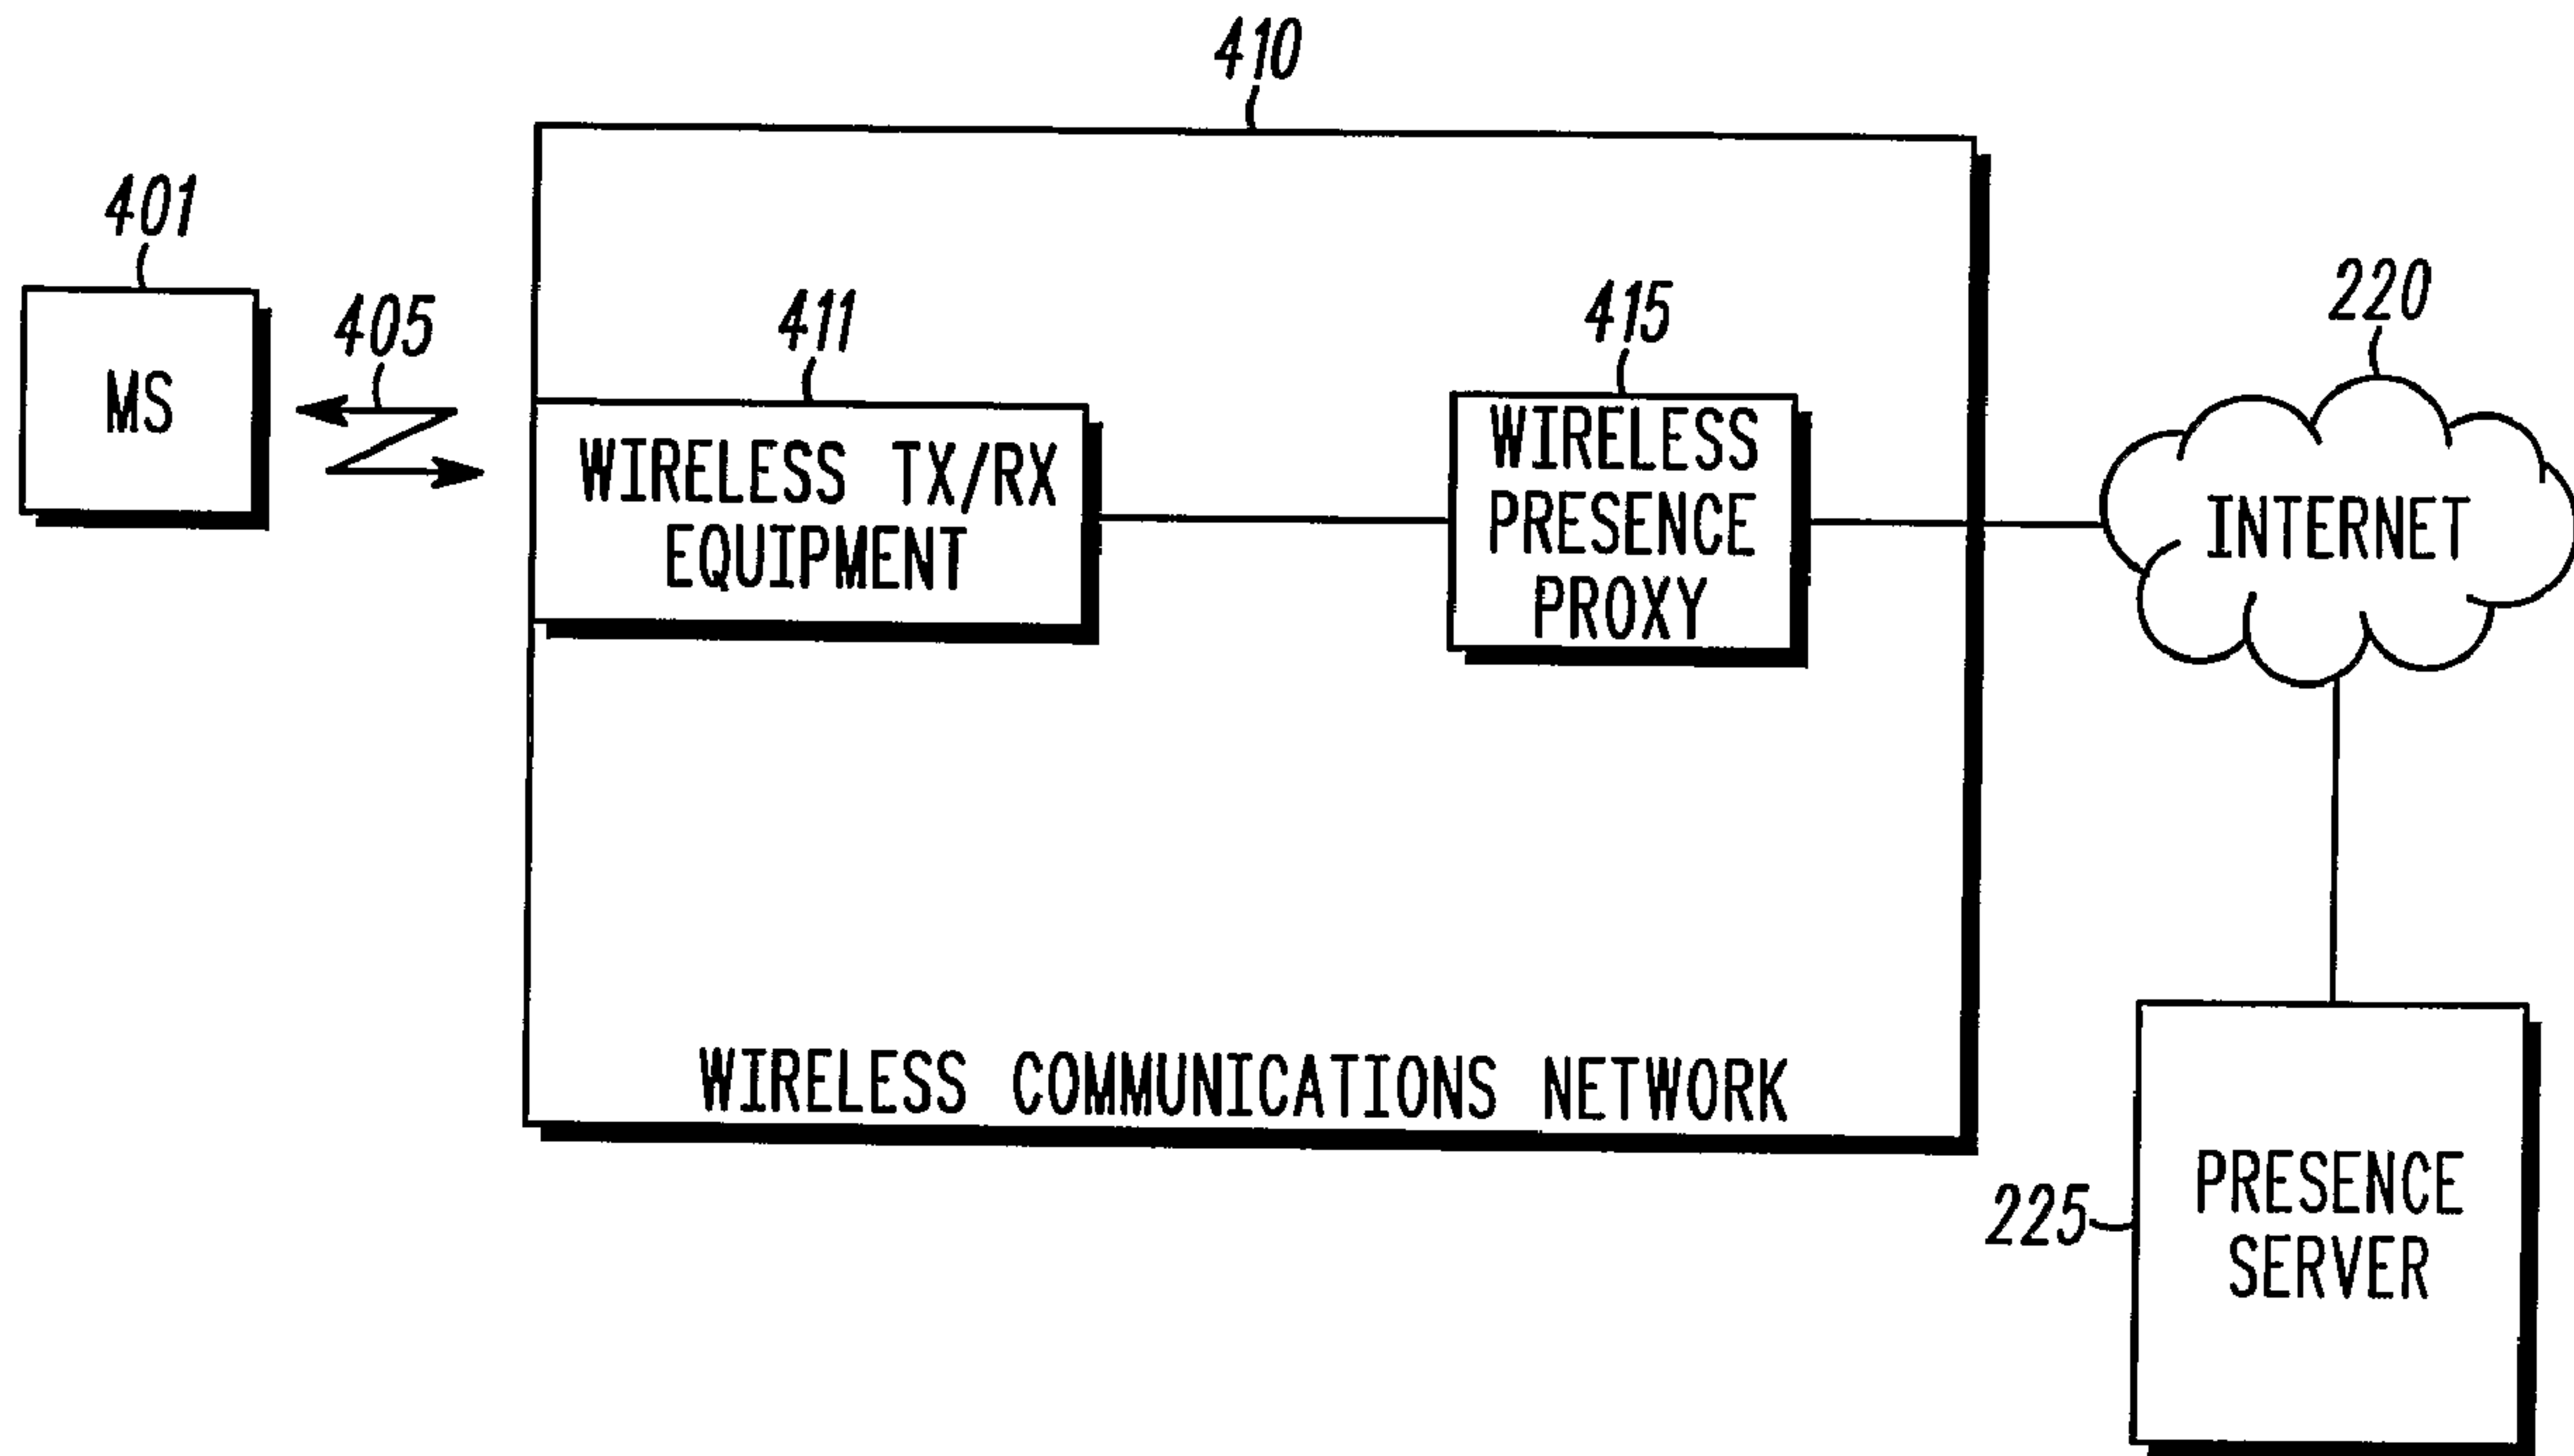 410
401
MS
405
411
WIRELESS TX/RX
EQUIPMENT
415
WIRELESS
PRESENCE
PROXY
220
INTERNET
WIRELESS COMMUNICATIONS NETWORK
225
PRESENCE
SERVER